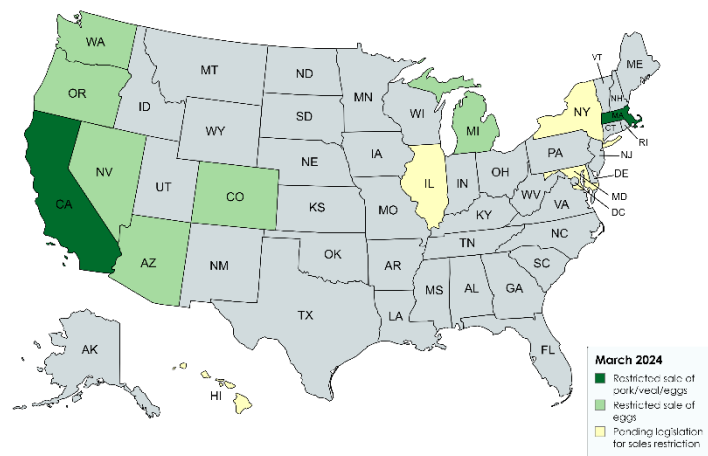 WA
MT
ND
MN
VT
ME
OR
ID
SD
WI
NH
NY
MA
WY
MI
CT
RI
NE
IA
PA
NJ
NV
UT
CO
IL
IN
OH
DE
CA
KS
MO
WV
VA
MD
KY
DC
AZ
NM
OK
TN
NC
AR
SC
MS
AL
GA
TX
LA
AK
FL
HI
March 2024
Restricted sale of
pork/veal/eggs
Restricted sale of
eggs
Pending legislation
for sales restriction